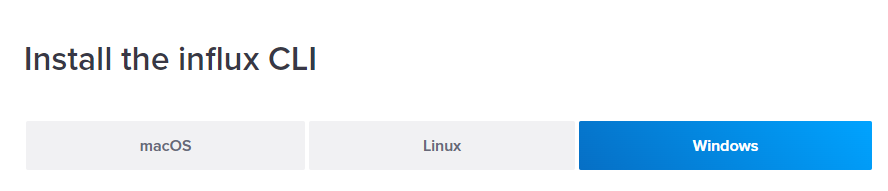 Install the influx CLI
macOS Linux Windows